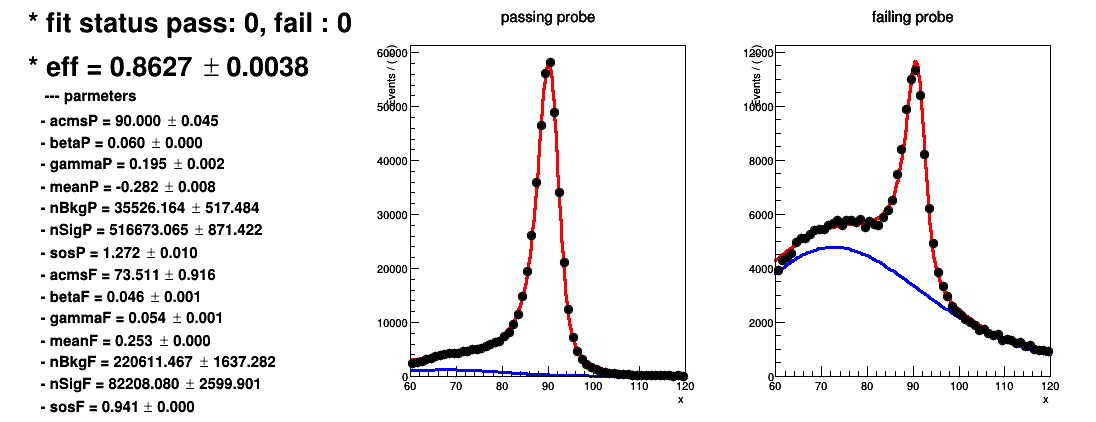 * fit status pass: 0, fail : 0
* eff = 0.8627 ± 0.0038
--- parmeters
- acmsP = 90.000 ± 0.045
- betaP = 0.060 ± 0.000
- gammaP = 0.195 ± 0.002
- meanP = -0.282 ± 0.008
- nBkgP = 35526.164 ± 517.484
- nSigP = 516673.065 ± 871.422
- sosP = 1.272 ± 0.010
- acmsF = 73.511 ± 0.916
- betaF = 0.046 ± 0.001
- gammaF = 0.054 ± 0.001
- meanF = 0.253 ± 0.000
- nBkgF = 220611.467 ± 1637.282
- nSigF = 82208.080 ± 2599.901
- sosF = 0.941 ± 0.000
passing probe
60000
50000
40000
30000
20000
10000
0
60 70 80 90 100 110 120
x
failing probe
12000
10000
8000
6000
4000
2000
0
60 70 80 90 100 110 120
x